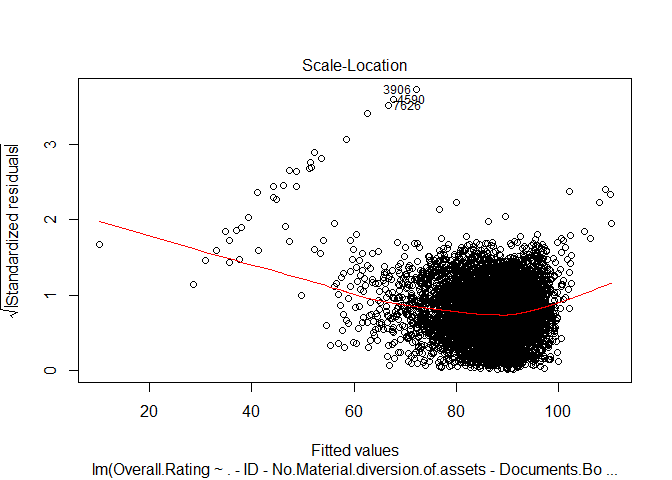 Scale-Location
√|Standardized residuals|
3906
4590
7626
3
2
1
0
20 40 60 80 100
Fitted values
lm(Overall.Rating ~ . - ID - No.Material.diversion.of.assets - Documents.Bo ...